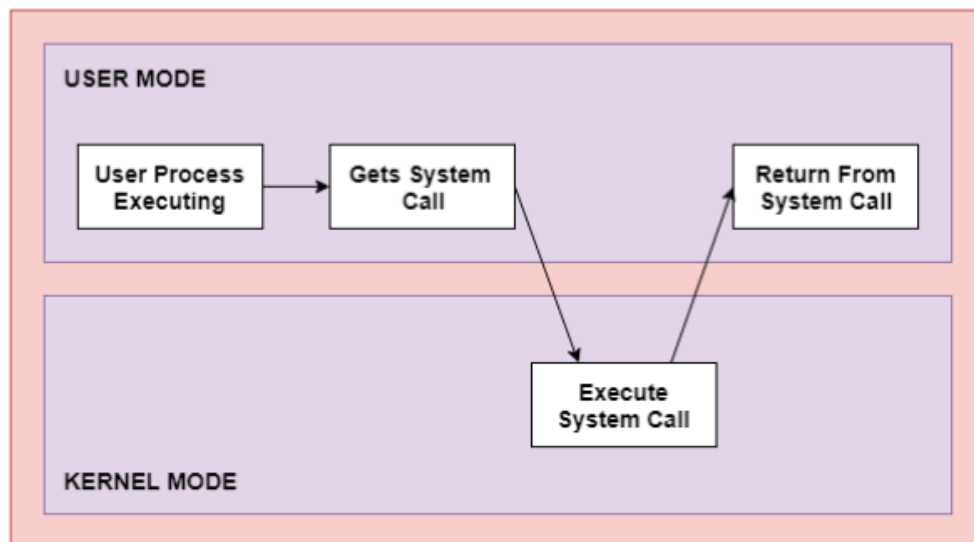 USER MODE
User Process
Executing
Gets System
Call
Return From
System Call
Execute
System Call
KERNEL MODE